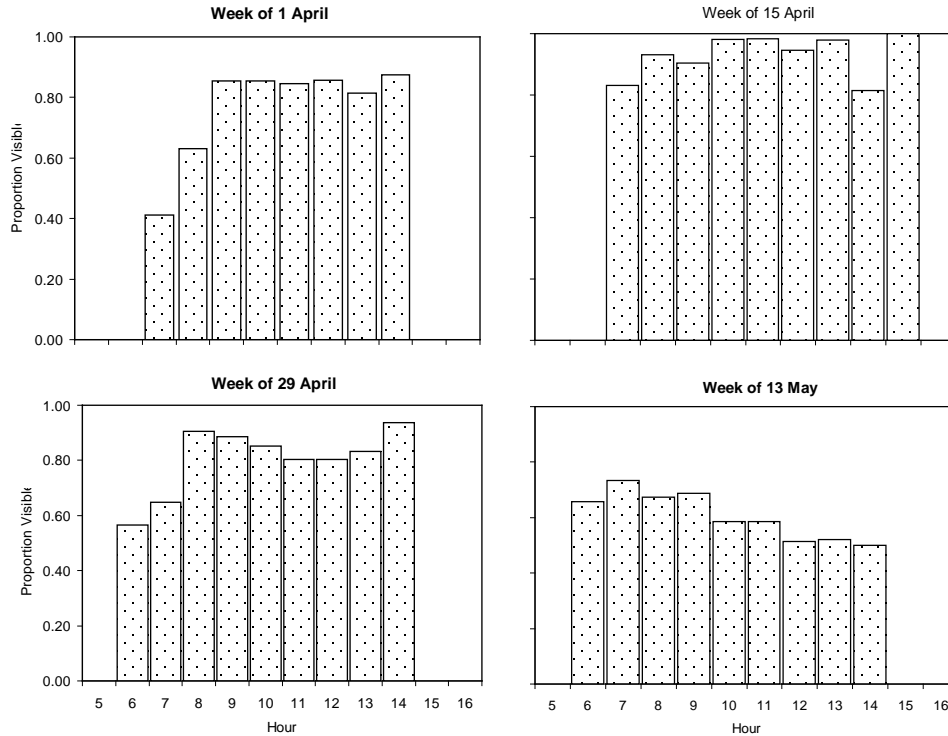 Week of 1 April
Week of 15 April
1.00
0.80
0.60
0.40
0.20
0.00
Proportion Visible
Week of 29 April
Week of 13 May
1.00
0.80
0.60
0.40
0.20
0.00
Proportion Visible
5 6 7 8 9 10 11 12 13 14 15 16
Hour
5 6 7 8 9 10 11 12 13 14 15 16
Hour